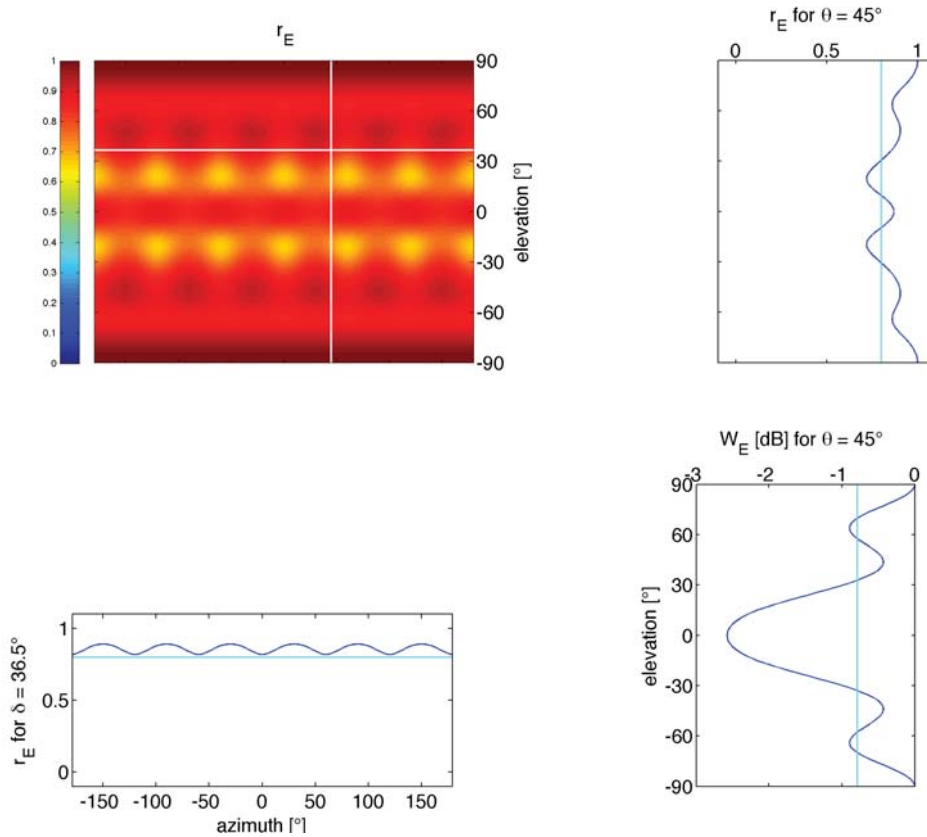 r_E
1
0.9
0.8
0.7
0.6
0.5
0.4
0.3
0.2
0.1
0
90
60
30
0
-30
-60
-90
elevation [°]
r_E for θ = 45°
0 0.5 1
W_E [dB] for θ = 45°
-3 -2 -1 0
90
60
30
0
-30
-60
-90
elevation [°]
1
0.5
0
r_E for δ = 36.5°
-150 -100 -50 0 50 100 150
azimuth [°]